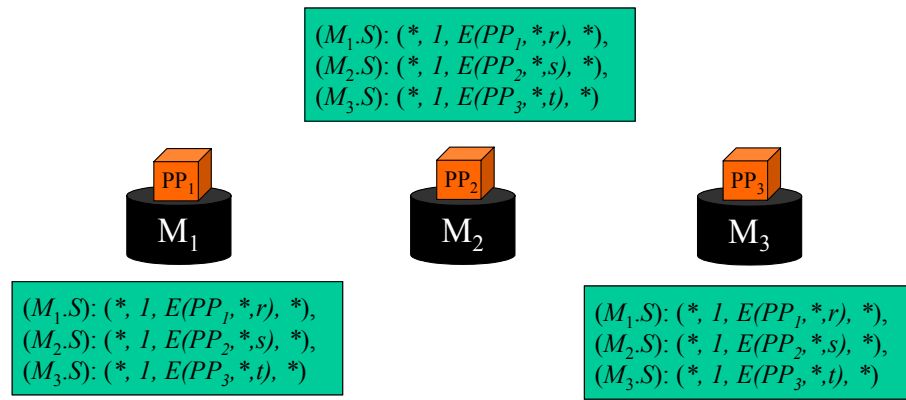 (M₁.S): (*, 1, E(PP₁,*,r), *),
(M₂.S): (*, 1, E(PP₂,*,s), *),
(M₃.S): (*, 1, E(PP₃,*,t), *)
PP₁
PP₂
PP₃
M₁
M₂
M₃
(M₁.S): (*, 1, E(PP₁,*,r), *),
(M₂.S): (*, 1, E(PP₂,*,s), *),
(M₃.S): (*, 1, E(PP₃,*,t), *)
(M₁.S): (*, 1, E(PP₁,*,r), *),
(M₂.S): (*, 1, E(PP₂,*,s), *),
(M₃.S): (*, 1, E(PP₃,*,t), *)